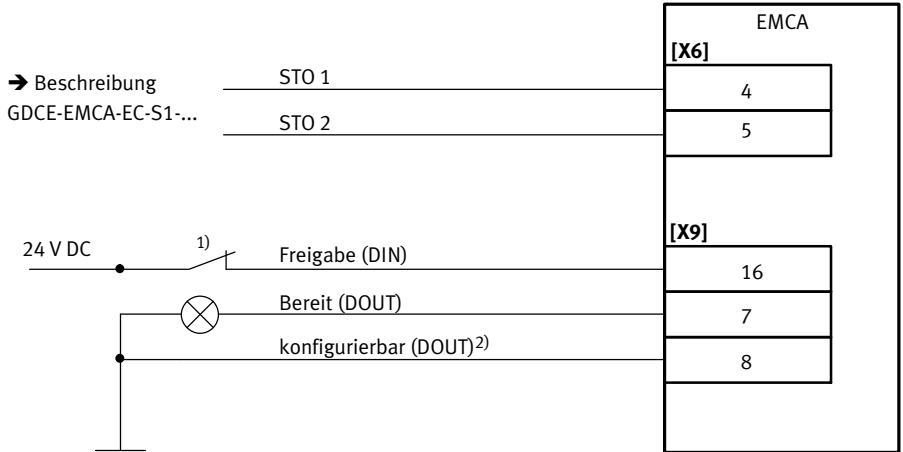 EMCA
[X6]
STO 1
4
➔ Beschreibung
GDCE-EMCA-EC-S1-...
STO 2
5
[X9]
24 V DC
1)
Freigabe (DIN)
16
Bereit (DOUT)
7
konfigurierbar (DOUT)2)
8